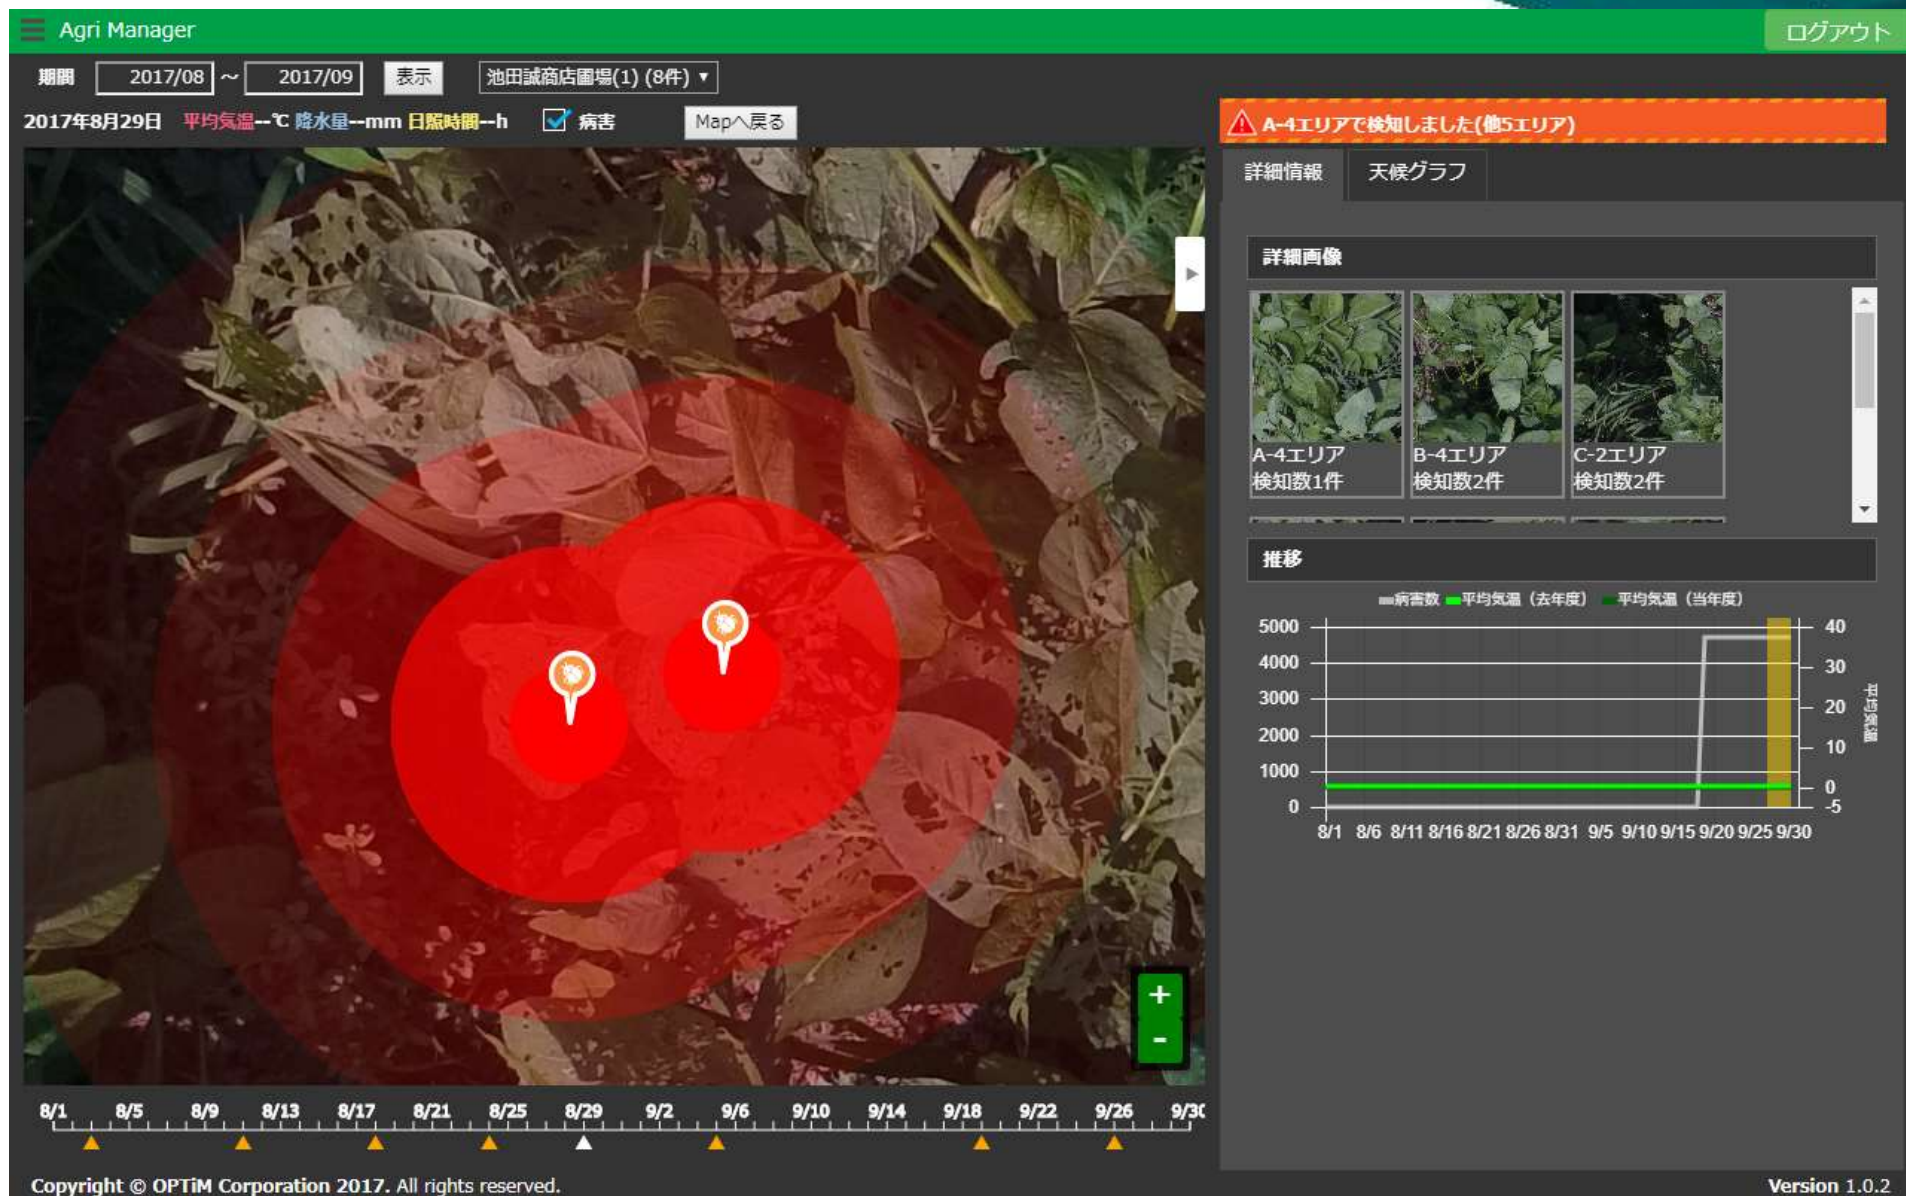 Agri Manager
ログアウト
期間 2017/08 ~ 2017/09 表示 池田誠商店圃場(1) (8件) ▼
2017年8月29日 平均気温--℃ 降水量--mm 日照時間--h 病害 Mapへ戻る
A-4エリアで検知しました(他5エリア)
詳細情報 天候グラフ
詳細画像
A-4エリア
検知数1件
B-4エリア
検知数2件
C-2エリア
検知数2件
推移
病害数 平均気温（去年度） 平均気温（当年度）
5000 40
4000 30
3000 20
2000 10
1000 0
0 -5
平均気温
8/1 8/6 8/11 8/16 8/21 8/26 8/31 9/5 9/10 9/15 9/20 9/25 9/30
+
-
8/1 8/5 8/9 8/13 8/17 8/21 8/25 8/29 9/2 9/6 9/10 9/14 9/18 9/22 9/26 9/30
Copyright © OPTiM Corporation 2017. All rights reserved.
Version 1.0.2